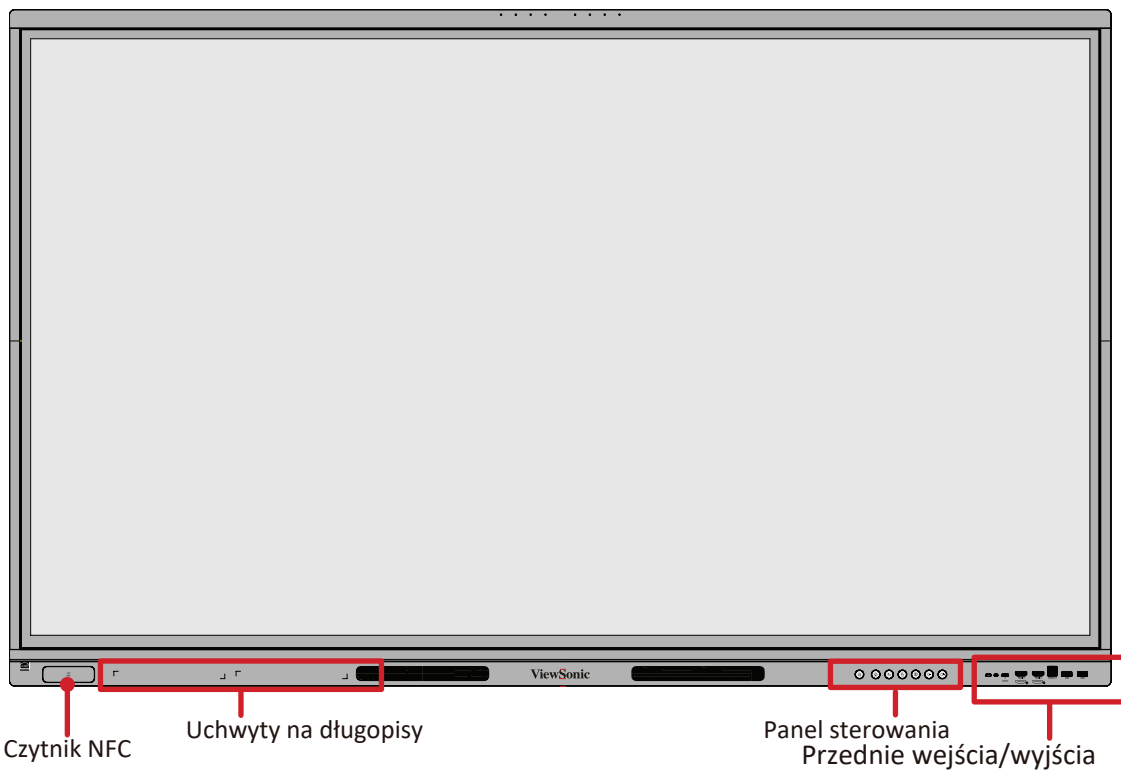 ViewSonic
Czytnik NFC
Uchwyty na długopisy
Panel sterowania
Przednie wejścia/wyjścia